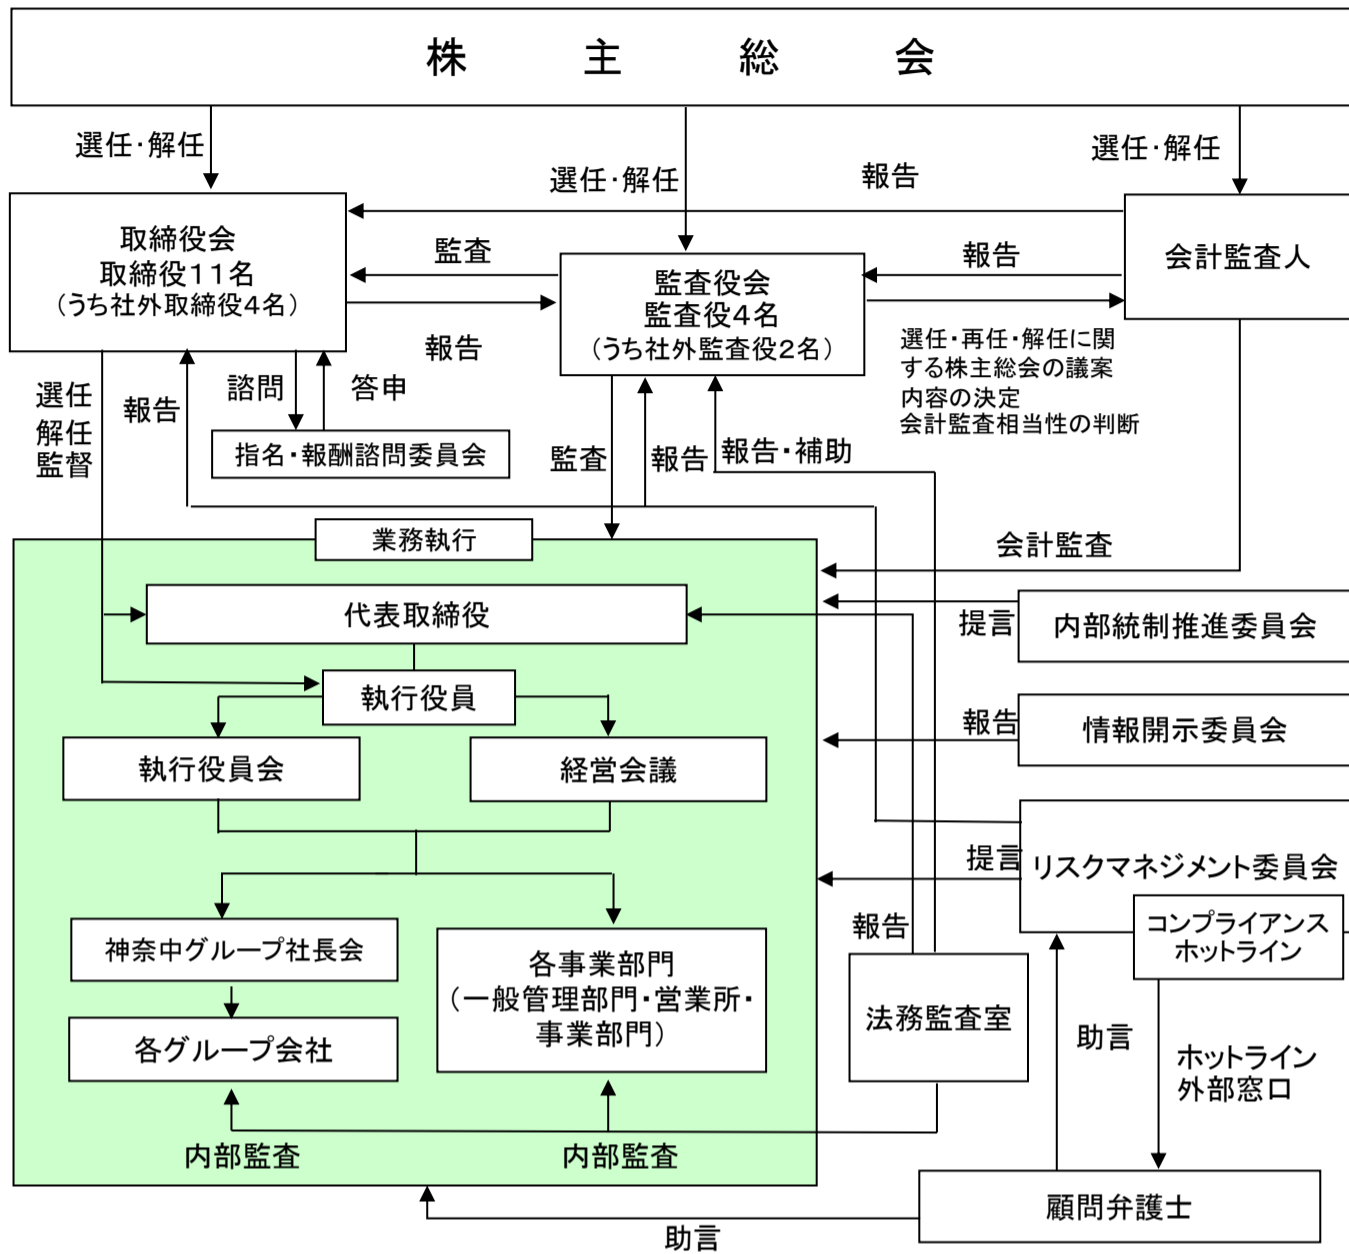 株主総会
選任・解任
選任・解任
報告
選任・解任
取締役会
取締役11名
(うち社外取締役4名)
監査
報告
監査役会
監査役4名
(うち社外監査役2名)
報告
会計監査人
選任・再任・解任に関
する株主総会の議案
内容の決定
会計監査相当性の判断
選任
解任
監督
報告
諮問
答申
指名・報酬諮問委員会
監査
報告
報告・補助
業務執行
会計監査
代表取締役
提言
内部統制推進委員会
執行役員
報告
情報開示委員会
執行役員会
経営会議
提言
リスクマネジメント委員会
コンプライアンス
ホットライン
神奈中グループ社長会
各事業部門
(一般管理部門・営業所・
事業部門)
報告
法務監査室
各グループ会社
助言
ホットライン
外部窓口
内部監査
内部監査
顧問弁護士
助言